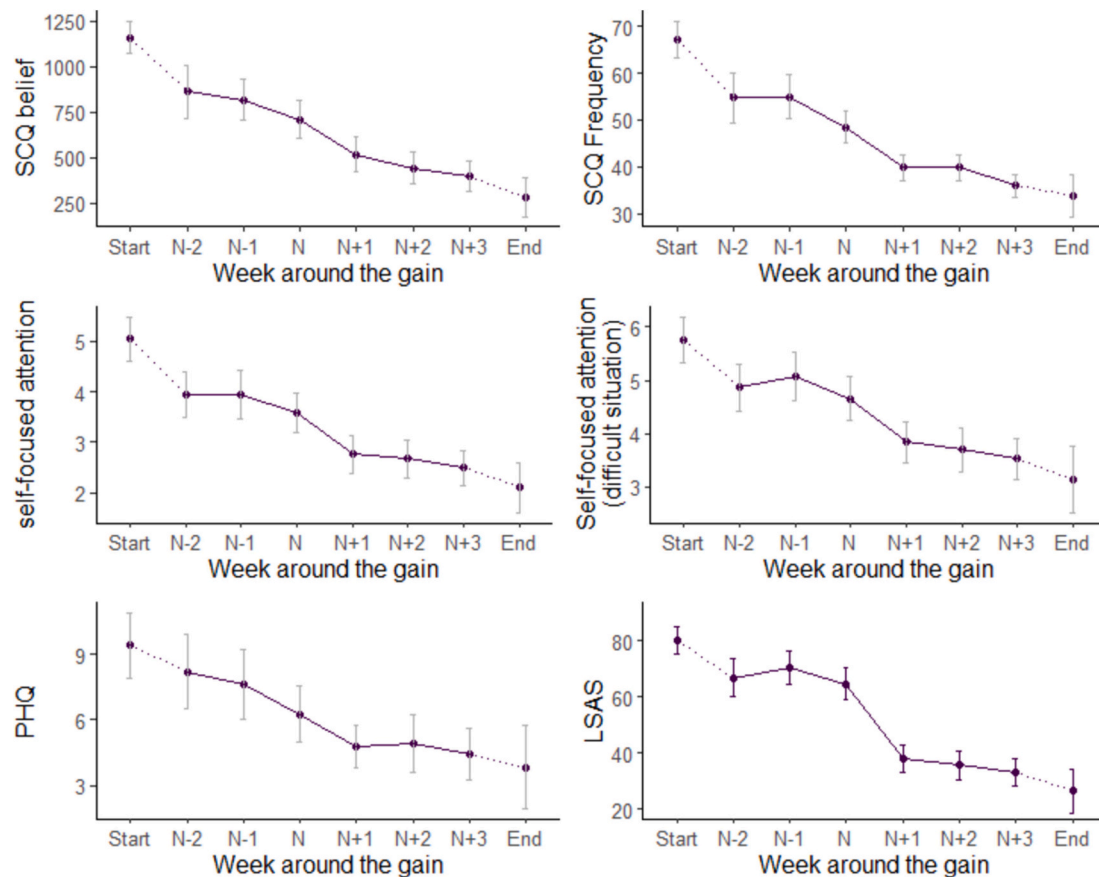 SCQ belief
1250
1000
750
500
250
Start N-2 N-1 N N+1 N+2 N+3 End
Week around the gain
SCQ Frequency
70
60
50
40
30
Start N-2 N-1 N N+1 N+2 N+3 End
Week around the gain
self-focused attention
5
4
3
2
Start N-2 N-1 N N+1 N+2 N+3 End
Week around the gain
Self-focused attention
(difficult situation)
6
5
4
3
Start N-2 N-1 N N+1 N+2 N+3 End
Week around the gain
PHQ
9
6
3
Start N-2 N-1 N N+1 N+2 N+3 End
Week around the gain
LSAS
80
60
40
20
Start N-2 N-1 N N+1 N+2 N+3 End
Week around the gain